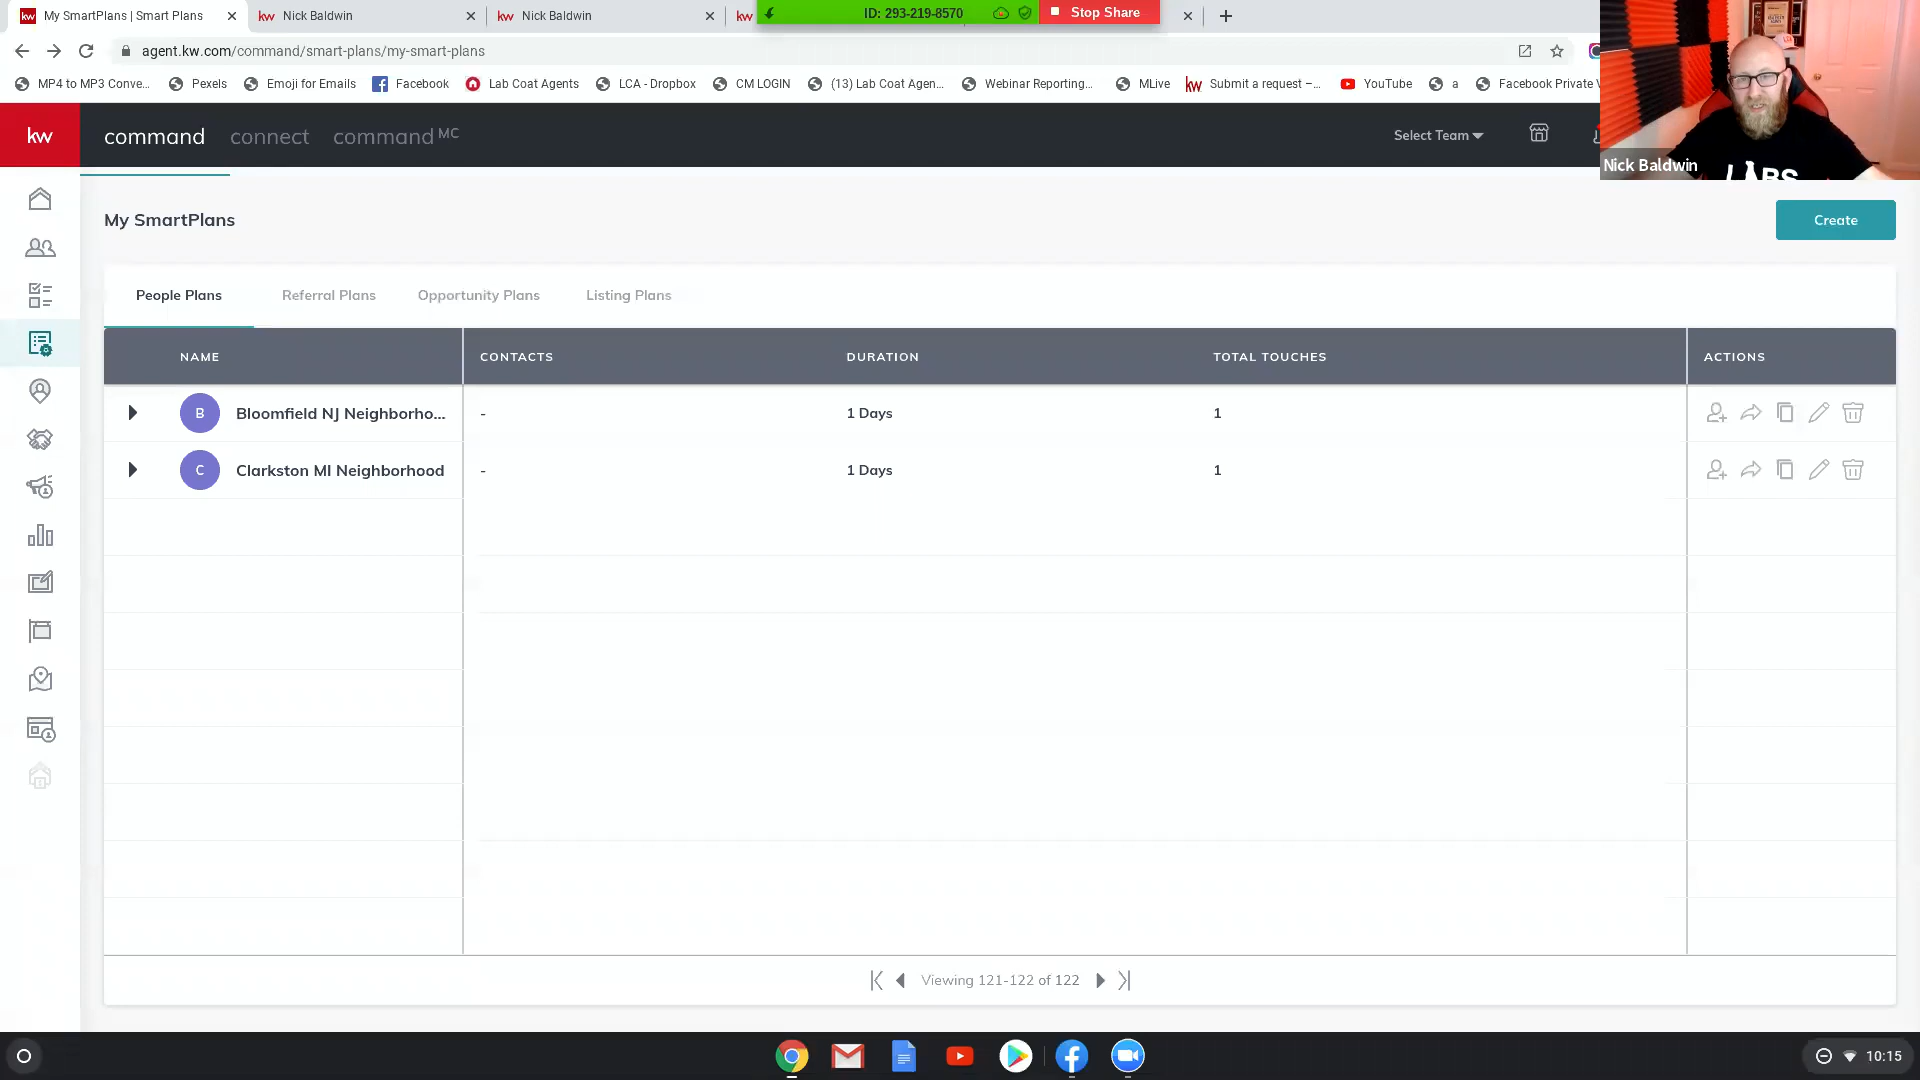 My SmartPlans | Smart Plans
kw Nick Baldwin
kw Nick Baldwin
kw
ID: 293-219-8570
Stop Share
agent.kw.com/command/smart-plans/my-smart-plans
MP4 to MP3 Conve...
Pexels
Emoji for Emails
Facebook
Lab Coat Agents
LCA - Dropbox
CM LOGIN
(13) Lab Coat Agen...
Webinar Reporting...
MLive
kw Submit a request –...
YouTube
a
Facebook Private V
kw
command
connect
command MC
Select Team
Nick Baldwin
LABS
My SmartPlans
Create
People Plans
Referral Plans
Opportunity Plans
Listing Plans
NAME
CONTACTS
DURATION
TOTAL TOUCHES
ACTIONS
B Bloomfield NJ Neighborho... - 1 Days 1
C Clarkston MI Neighborhood - 1 Days 1
Viewing 121-122 of 122
10:15